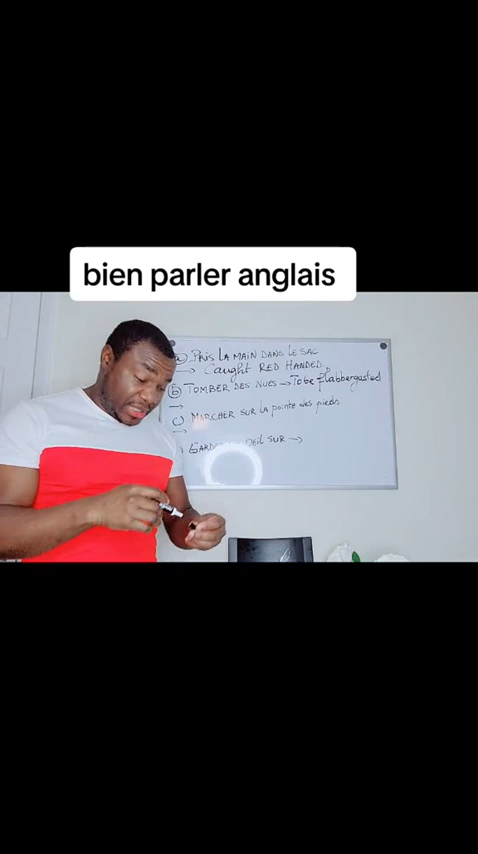 bien parler anglais
a) PRIS LA MAIN DANS LE SAC
→ Caught RED HANDED
b) TOMBER DES NUES → To be flabbergasted
→
c) MARCHER SUR LA pointe des pieds
→
OEIL SUR →